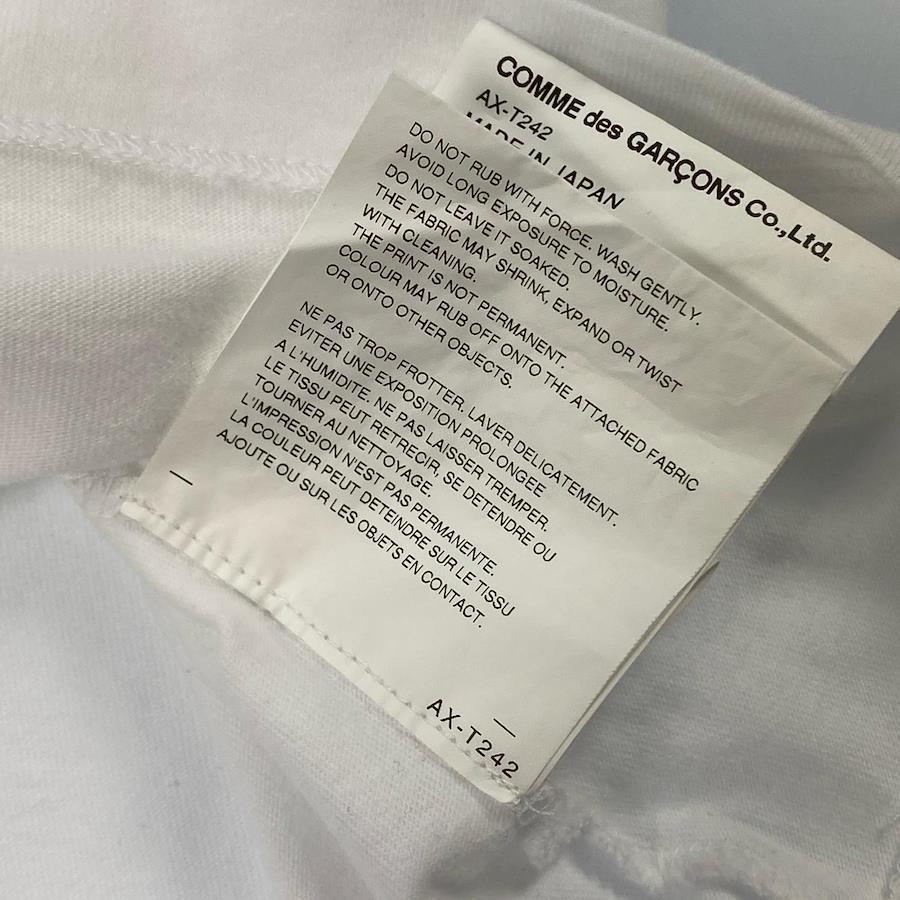 COMME des GARÇONS Co.,Ltd.
AX-T242
MADE IN JAPAN
DO NOT RUB WITH FORCE. WASH GENTLY.
AVOID LONG EXPOSURE TO MOISTURE.
DO NOT LEAVE IT SOAKED.
THE FABRIC MAY SHRINK, EXPAND OR TWIST
WITH CLEANING.
THE PRINT IS NOT PERMANENT.
COLOUR MAY RUB OFF ONTO THE ATTACHED FABRIC
OR ONTO OTHER OBJECTS.
NE PAS TROP FROTTER. LAVER DELICATEMENT.
EVITER UNE EXPOSITION PROLONGEE
A L'HUMIDITE. NE PAS LAISSER TREMPER.
LE TISSU PEUT RETRECIR, SE DETENDRE OU
TOURNER AU NETTOYAGE.
L'IMPRESSION N'EST PAS PERMANENTE.
LA COULEUR PEUT DETEINDRE SUR LE TISSU
AJOUTE OU SUR LES OBJETS EN CONTACT.
AX-T242